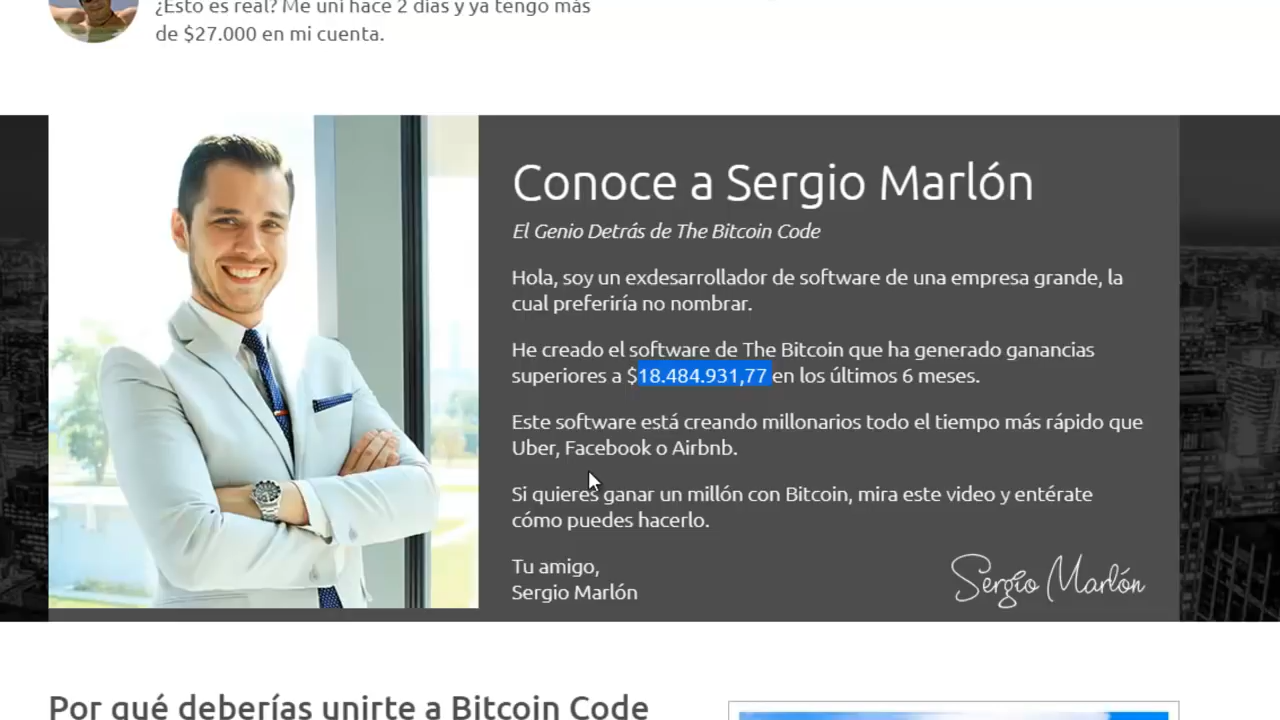 ¿Esto es real? Me uní hace 2 días y ya tengo más
de $27.000 en mi cuenta.
Conoce a Sergio Marlón
El Genio Detrás de The Bitcoin Code
Hola, soy un exdesarrollador de software de una empresa grande, la
cual preferiría no nombrar.
He creado el software de The Bitcoin que ha generado ganancias
superiores a $18.484.931,77 en los últimos 6 meses.
Este software está creando millonarios todo el tiempo más rápido que
Uber, Facebook o Airbnb.
Si quieres ganar un millón con Bitcoin, mira este video y entérate
cómo puedes hacerlo.
Tu amigo,
Sergio Marlón
Sergio Marlón
Por qué deberías unirte a Bitcoin Code